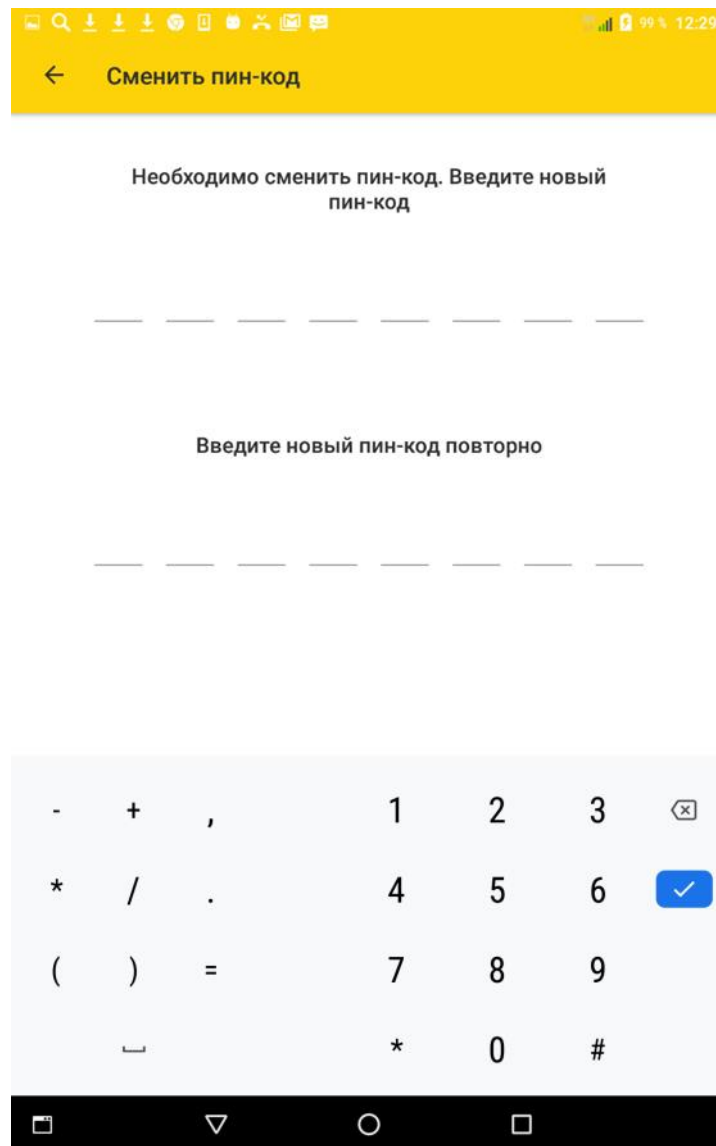 99 % 12:29
Сменить пин-код
Необходимо сменить пин-код. Введите новый
пин-код
Введите новый пин-код повторно
- + , 1 2 3
* / . 4 5 6
( ) = 7 8 9
* 0 #